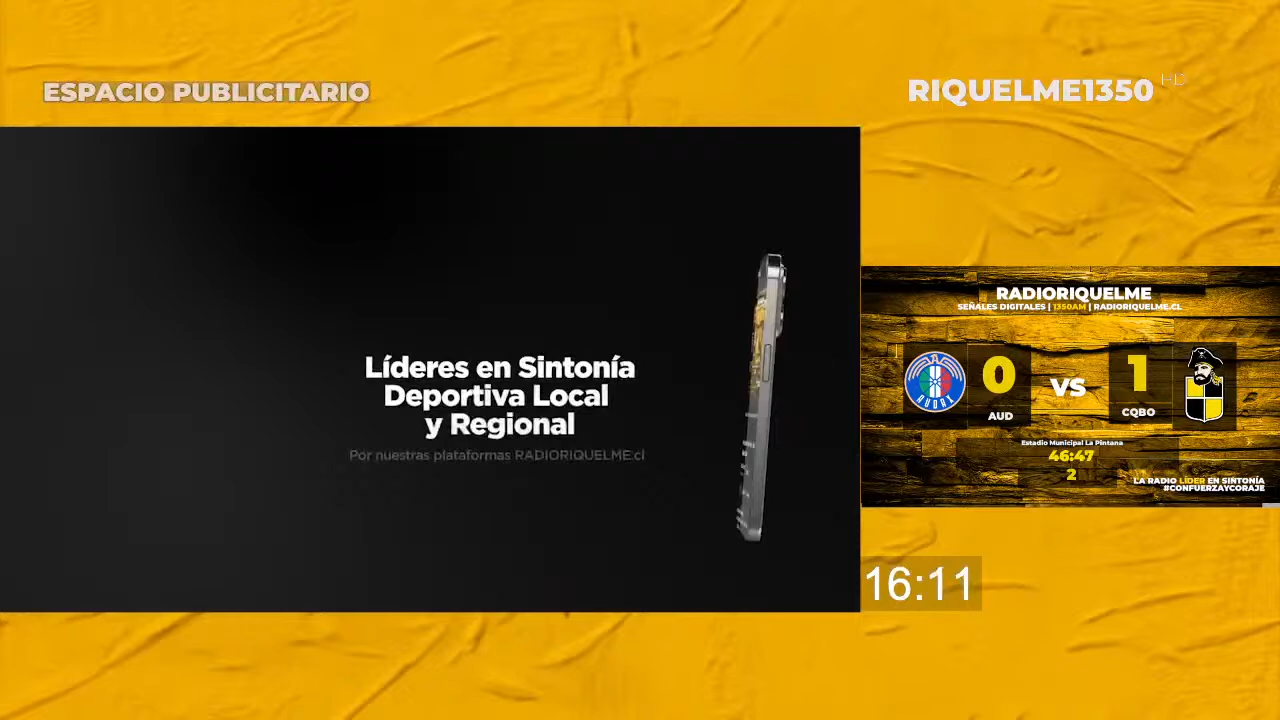 ESPACIO PUBLICITARIO
RIQUELME1350 HD
Líderes en Sintonía
Deportiva Local
y Regional
Por nuestras plataformas RADIORIQUELME.cl
RADIORIQUELME
SEÑALES DIGITALES | 1350AM | RADIORIQUELME.CL
AUDAX
0
AUD
VS
1
CQBO
Estadio Municipal La Pintana
46:47
2
LA RADIO LÍDER EN SINTONÍA
#CONFUERZAYCORAJE
16:11